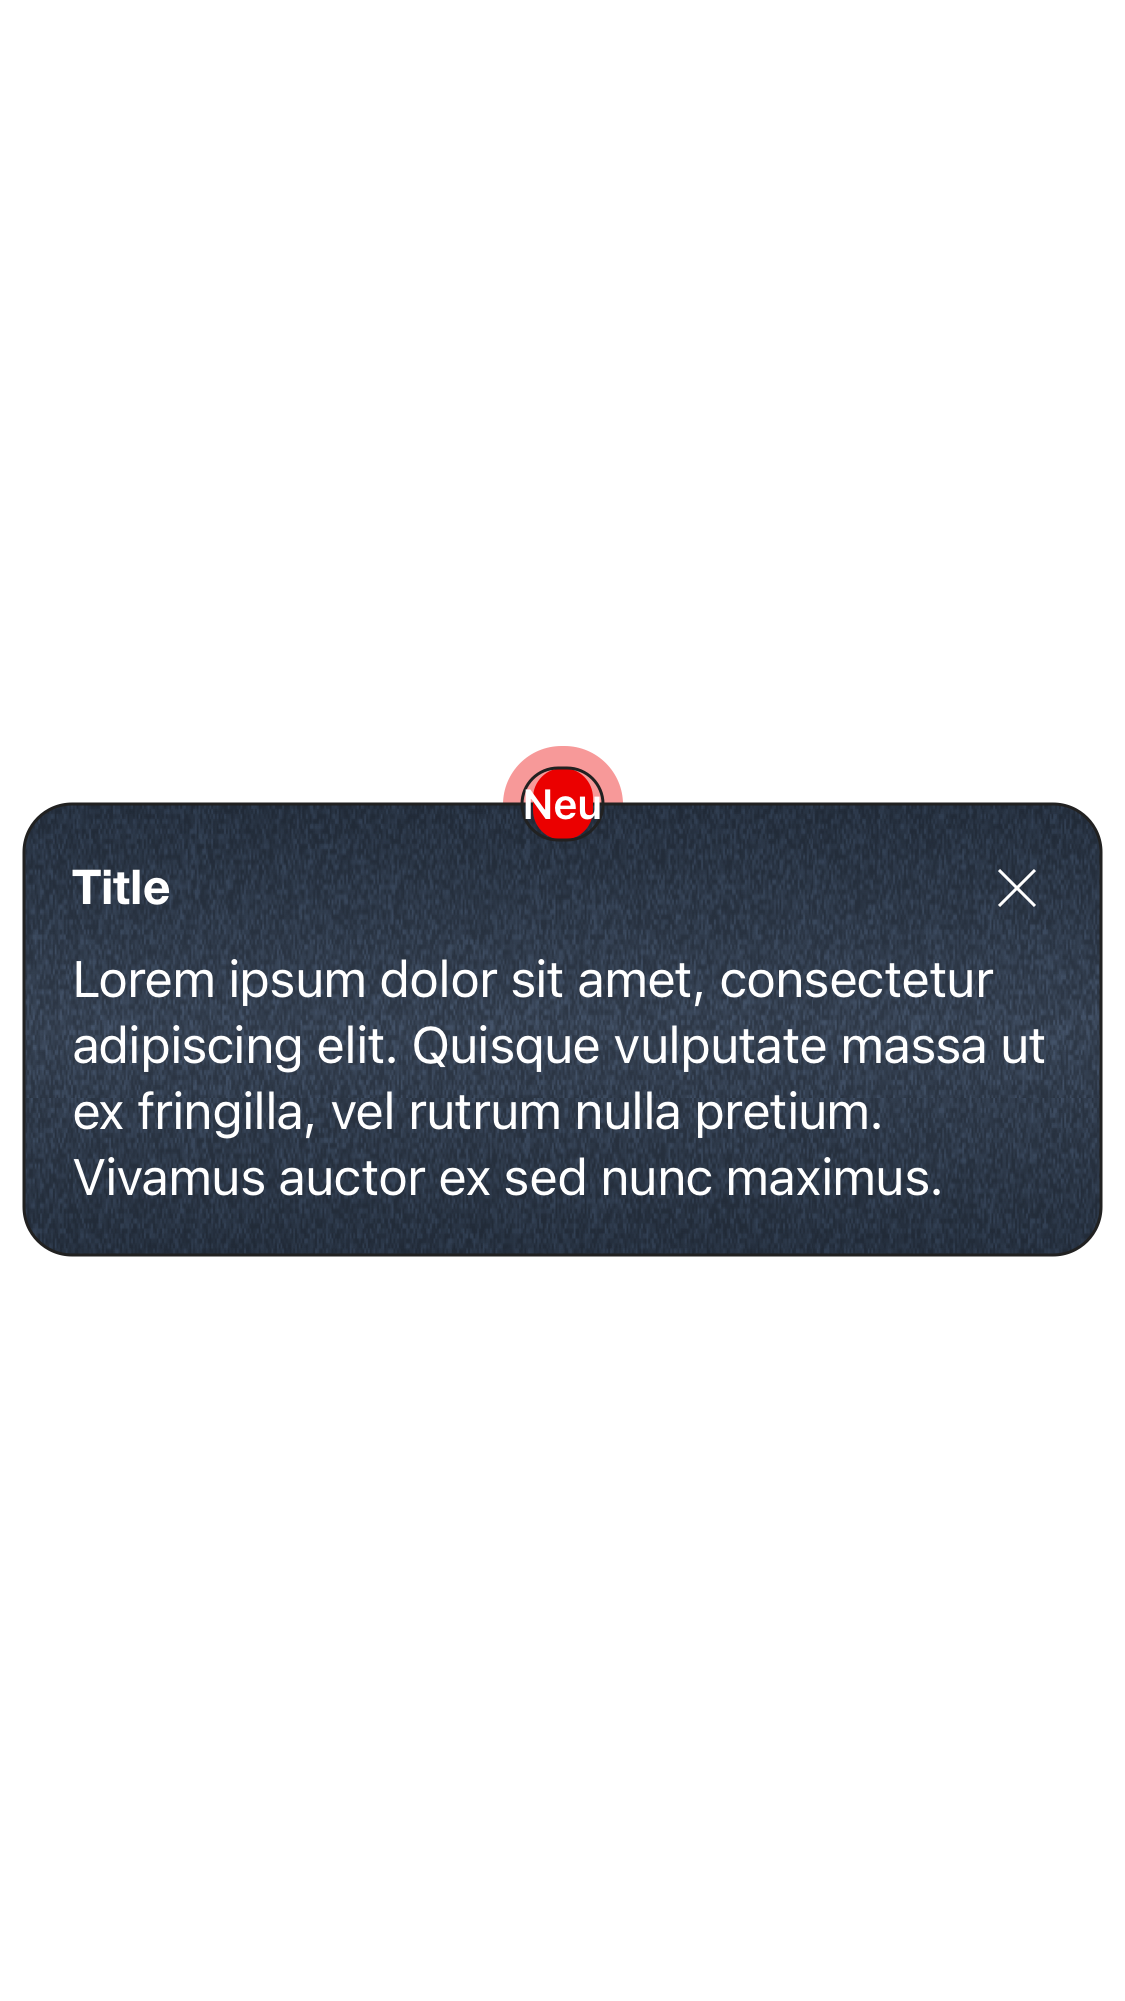 Neu
Title
Lorem ipsum dolor sit amet, consectetur
adipiscing elit. Quisque vulputate massa ut
ex fringilla, vel rutrum nulla pretium.
Vivamus auctor ex sed nunc maximus.